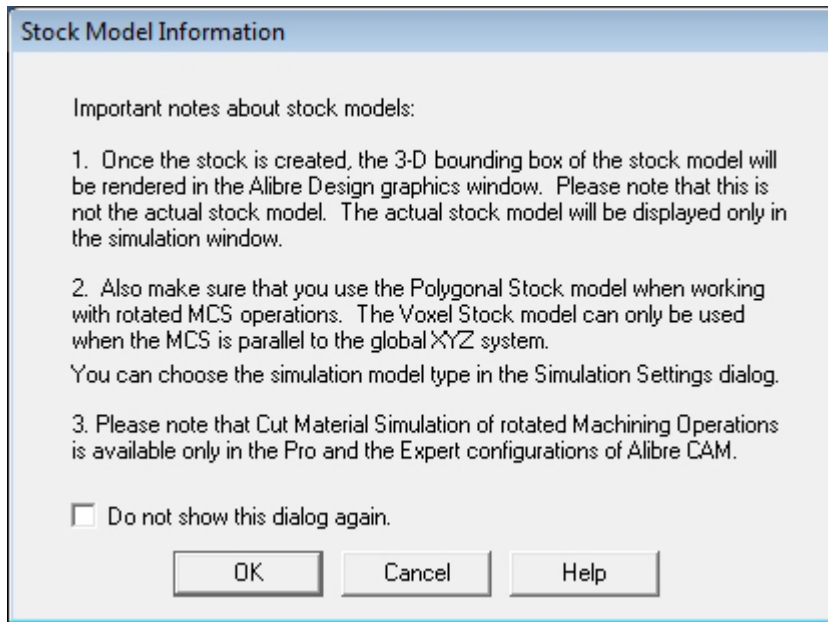 Stock Model Information
Important notes about stock models:
1.  Once the stock is created, the 3-D bounding box of the stock model will
be rendered in the Alibre Design graphics window.  Please note that this is
not the actual stock model.  The actual stock model will be displayed only in
the simulation window.
2.  Also make sure that you use the Polygonal Stock model when working
with rotated MCS operations.  The Voxel Stock model can only be used
when the MCS is parallel to the global XYZ system.
You can choose the simulation model type in the Simulation Settings dialog.
3. Please note that Cut Material Simulation of rotated Machining Operations
is available only in the Pro and the Expert configurations of Alibre CAM.
Do not show this dialog again.
OK Cancel Help